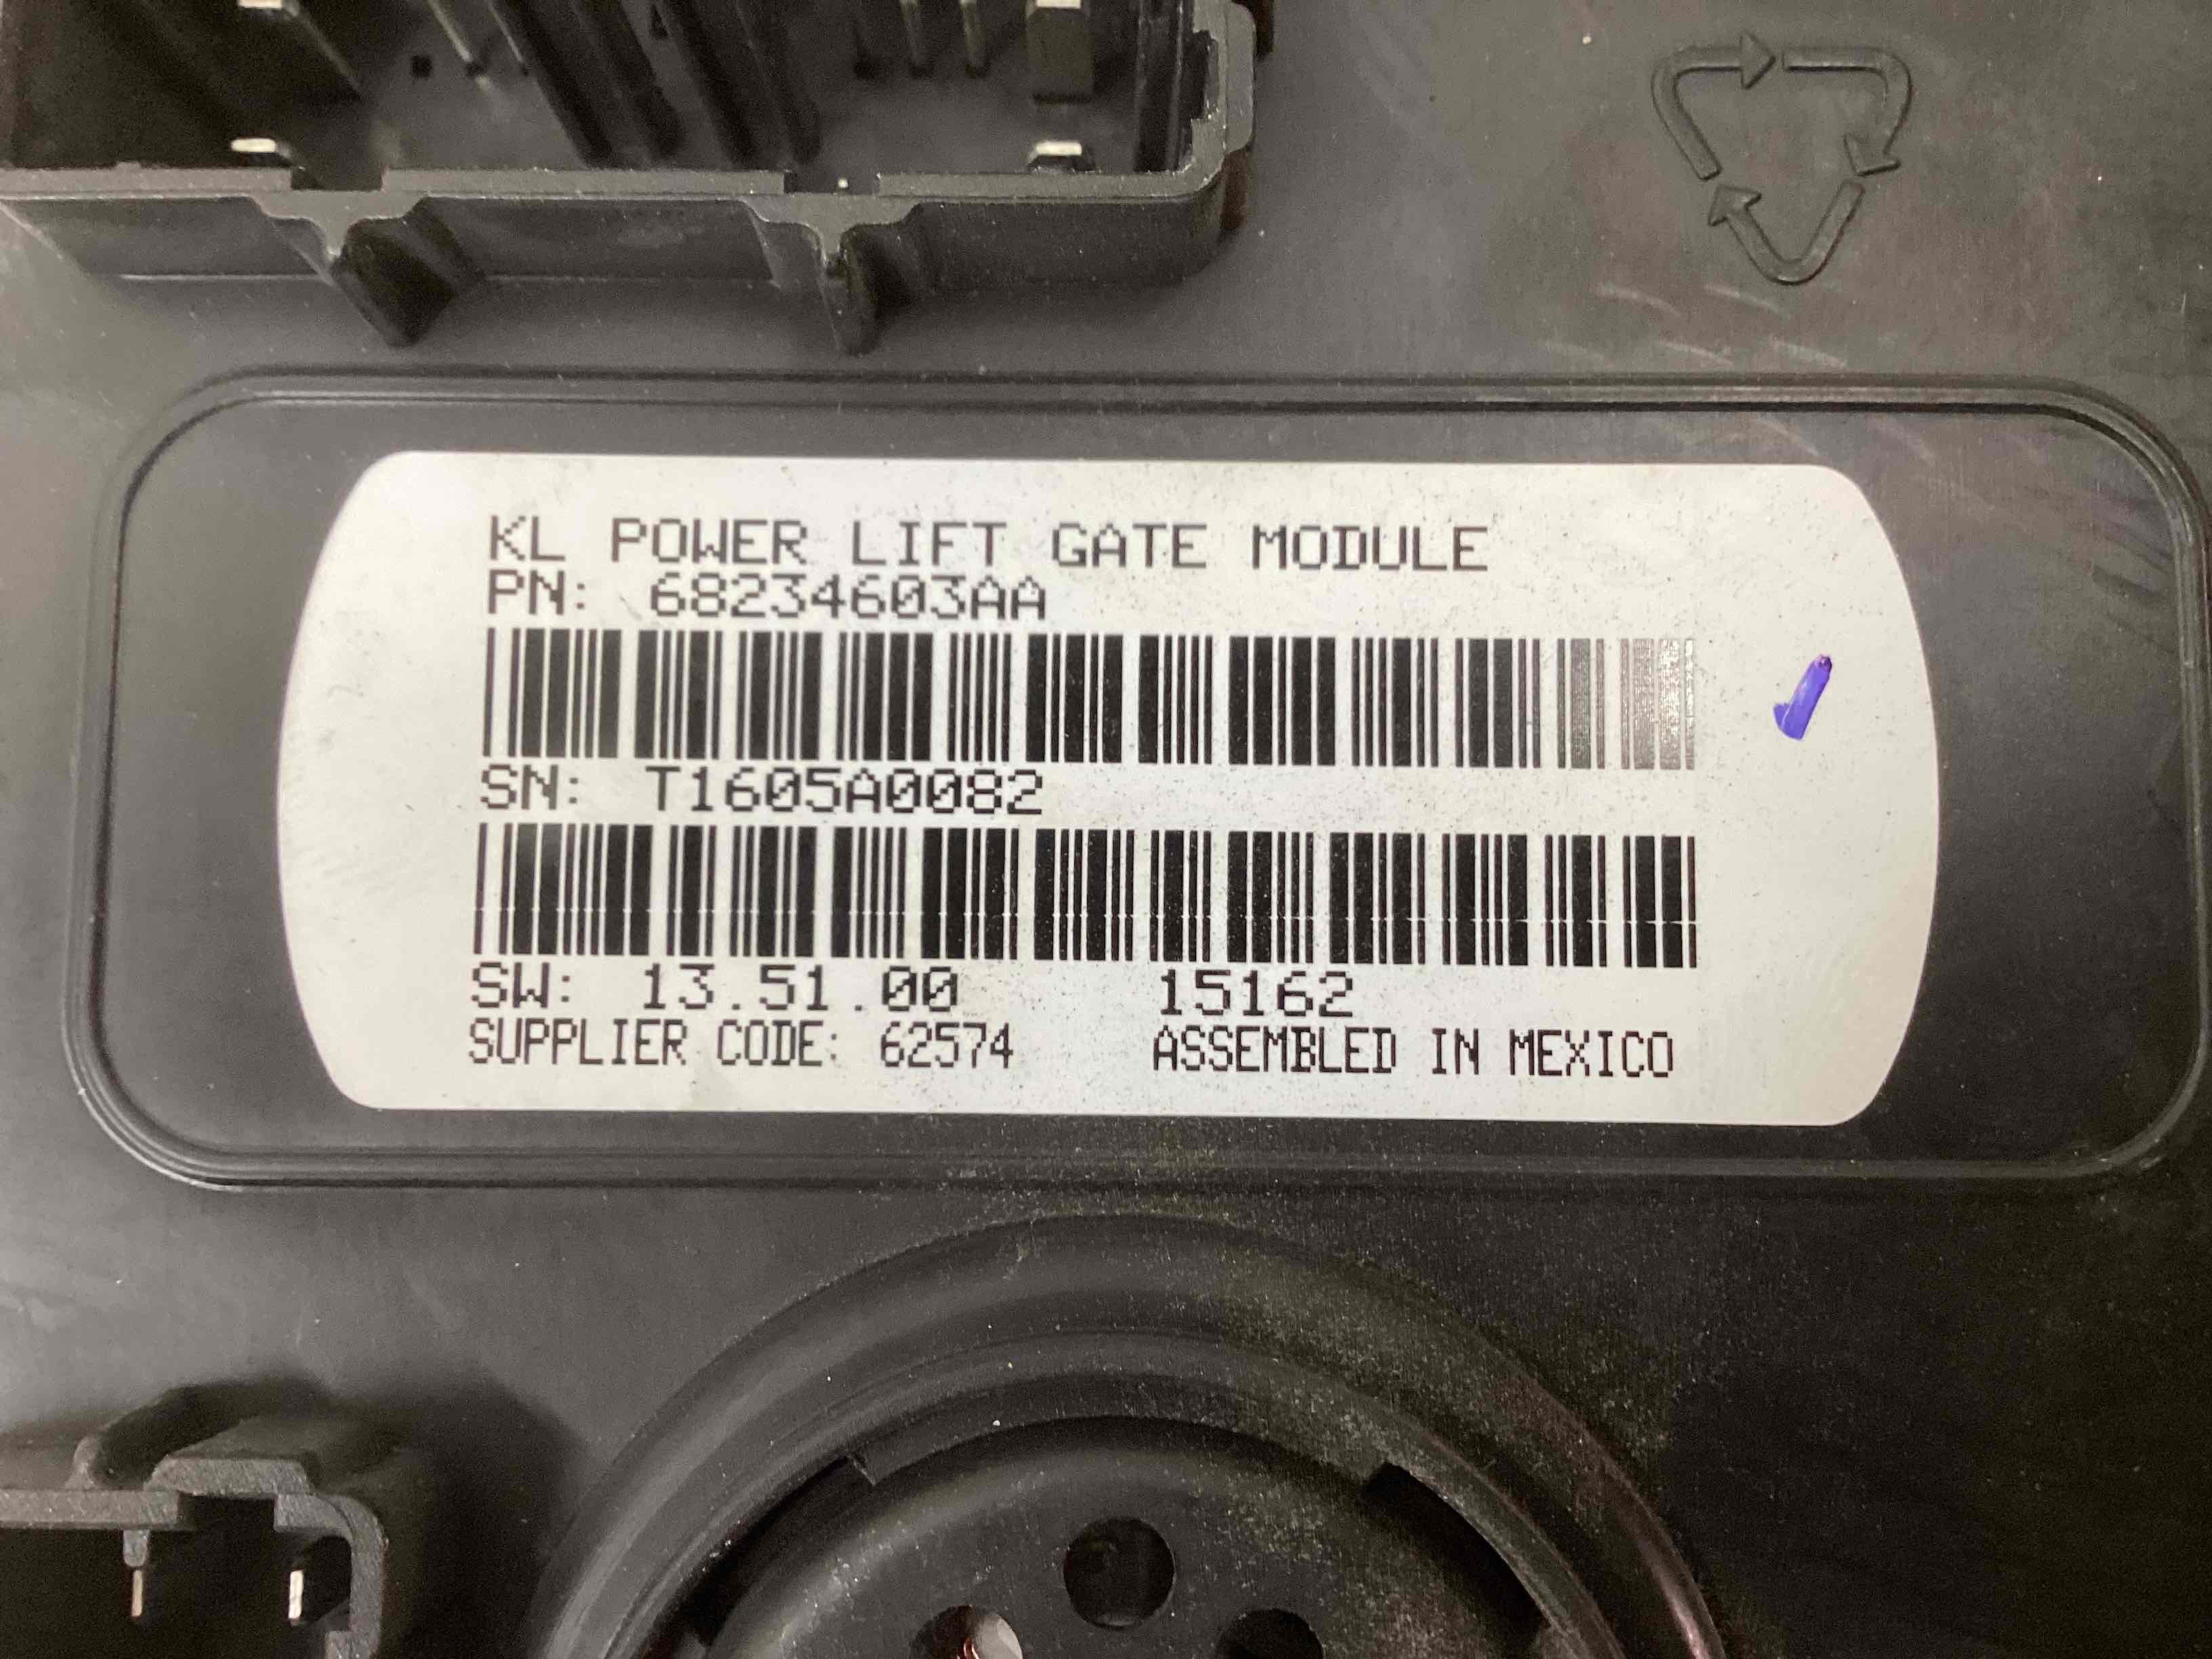 KL POWER LIFT GATE MODULE
PN: 68234603AA
SN: T1605A0082
SW: 13.51.00 15162
SUPPLIER CODE: 62574 ASSEMBLED IN MEXICO